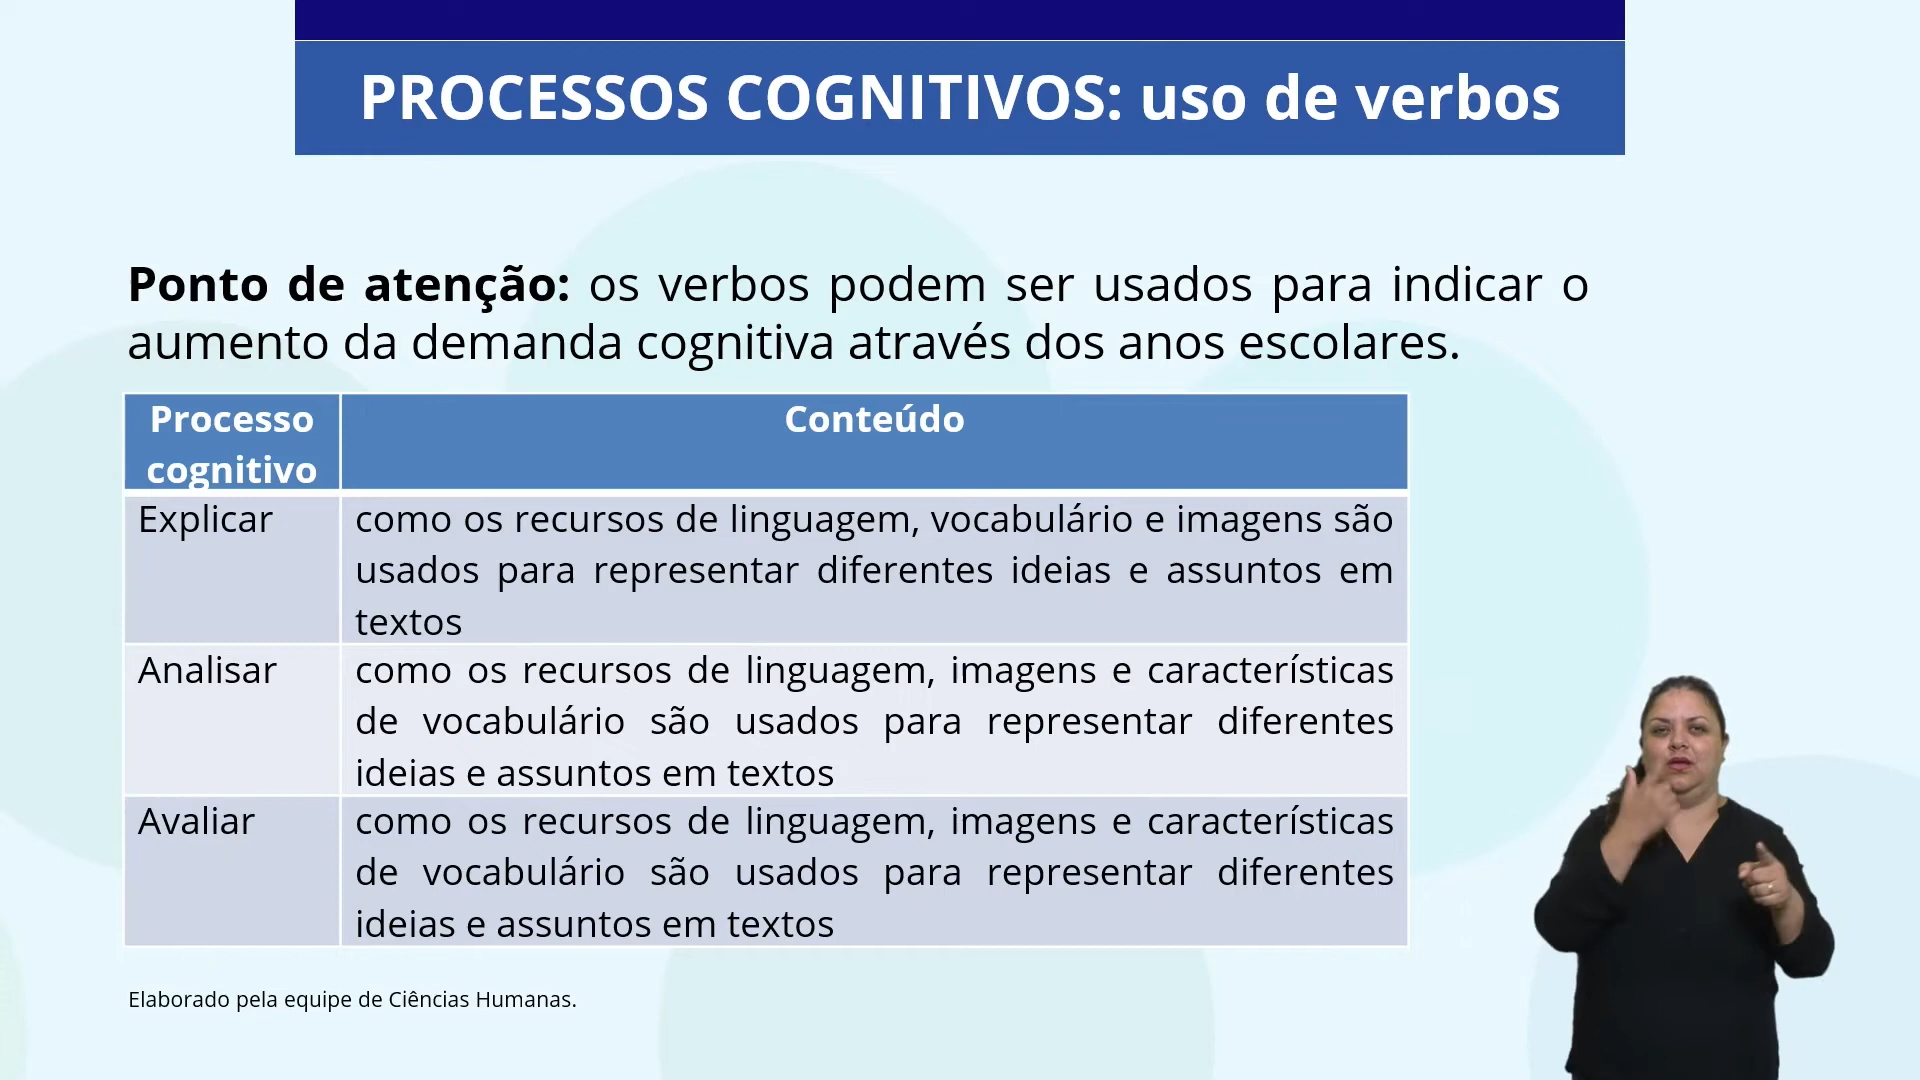 PROCESSOS COGNITIVOS: uso de verbos
Ponto de atenção: os verbos podem ser usados para indicar o
aumento da demanda cognitiva através dos anos escolares.
Processo
cognitivo
Conteúdo
Explicar
como os recursos de linguagem, vocabulário e imagens são
usados para representar diferentes ideias e assuntos em
textos
Analisar
como os recursos de linguagem, imagens e características
de vocabulário são usados para representar diferentes
ideias e assuntos em textos
Avaliar
como os recursos de linguagem, imagens e características
de vocabulário são usados para representar diferentes
ideias e assuntos em textos
Elaborado pela equipe de Ciências Humanas.